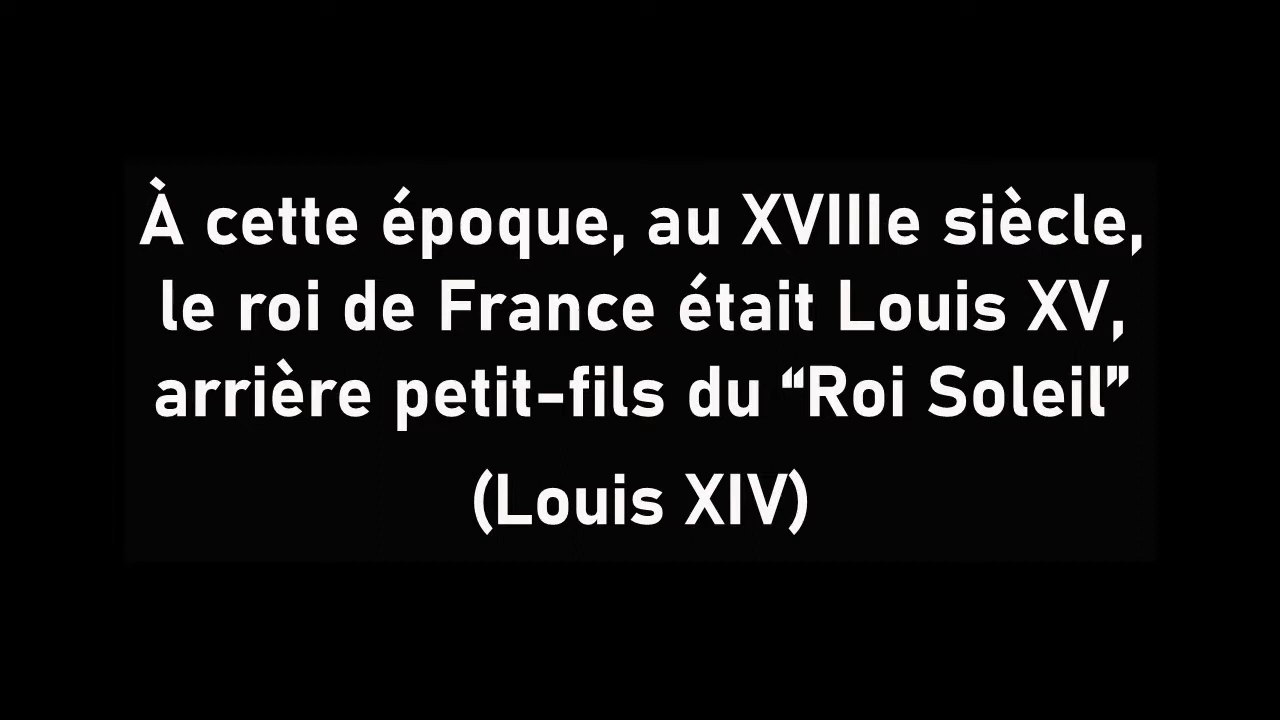 À cette époque, au XVIIIe siècle,
le roi de France était Louis XV,
arrière petit-fils du “Roi Soleil”
(Louis XIV)